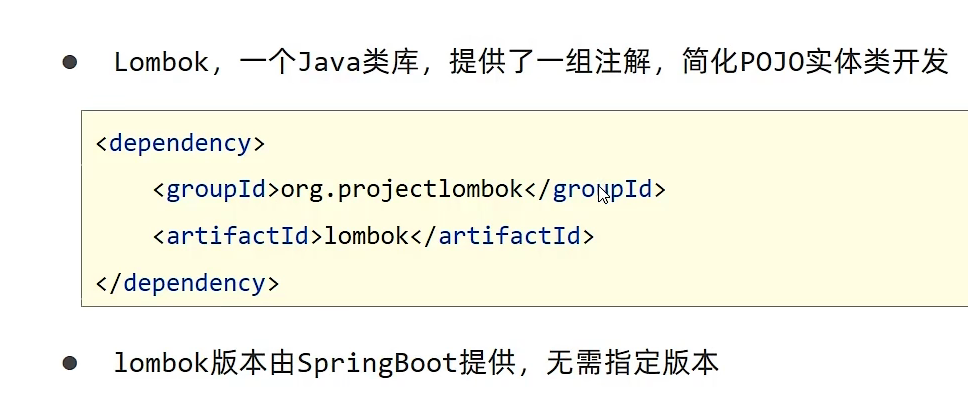 ● Lombok，一个Java类库，提供了一组注解，简化POJO实体类开发
<dependency>
    <groupId>org.projectlombok</groupId>
    <artifactId>lombok</artifactId>
</dependency>
● lombok版本由SpringBoot提供，无需指定版本